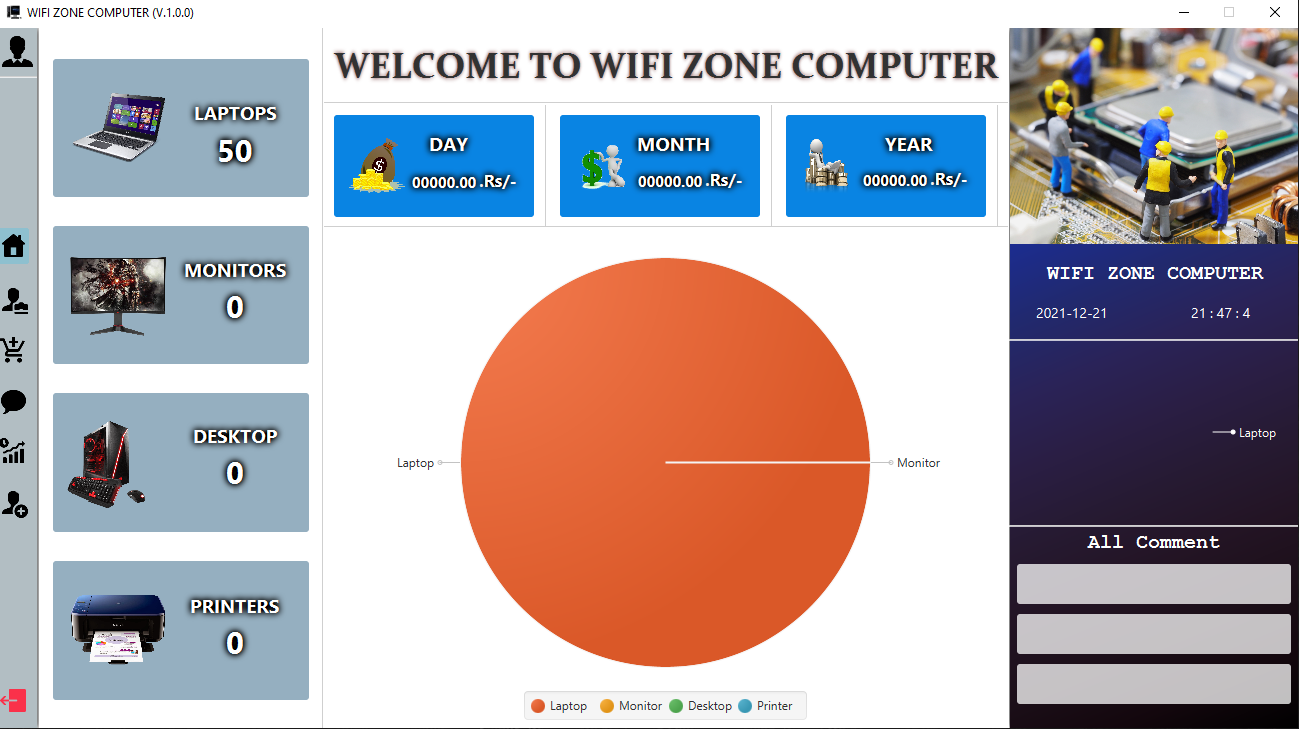 WIFI ZONE COMPUTER (V.1.0.0)
LAPTOPS
50
MONITORS
0
DESKTOP
0
PRINTERS
0
WELCOME TO WIFI ZONE COMPUTER
DAY
00000.00 .Rs/-
MONTH
00000.00 .Rs/-
YEAR
00000.00 .Rs/-
Laptop
Monitor
Laptop Monitor Desktop Printer
WIFI ZONE COMPUTER
2021-12-21 21 : 47 : 4
Laptop
All Comment